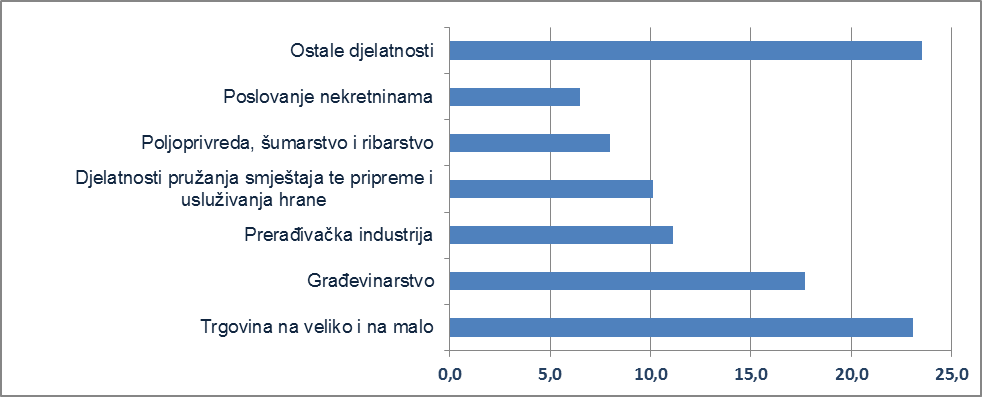 Ostale djelatnosti
Poslovanje nekretninama
Poljoprivreda, šumarstvo i ribarstvo
Djelatnosti pružanja smještaja te pripreme i
usluživanja hrane
Prerađivačka industrija
Građevinarstvo
Trgovina na veliko i na malo
0,0 5,0 10,0 15,0 20,0 25,0